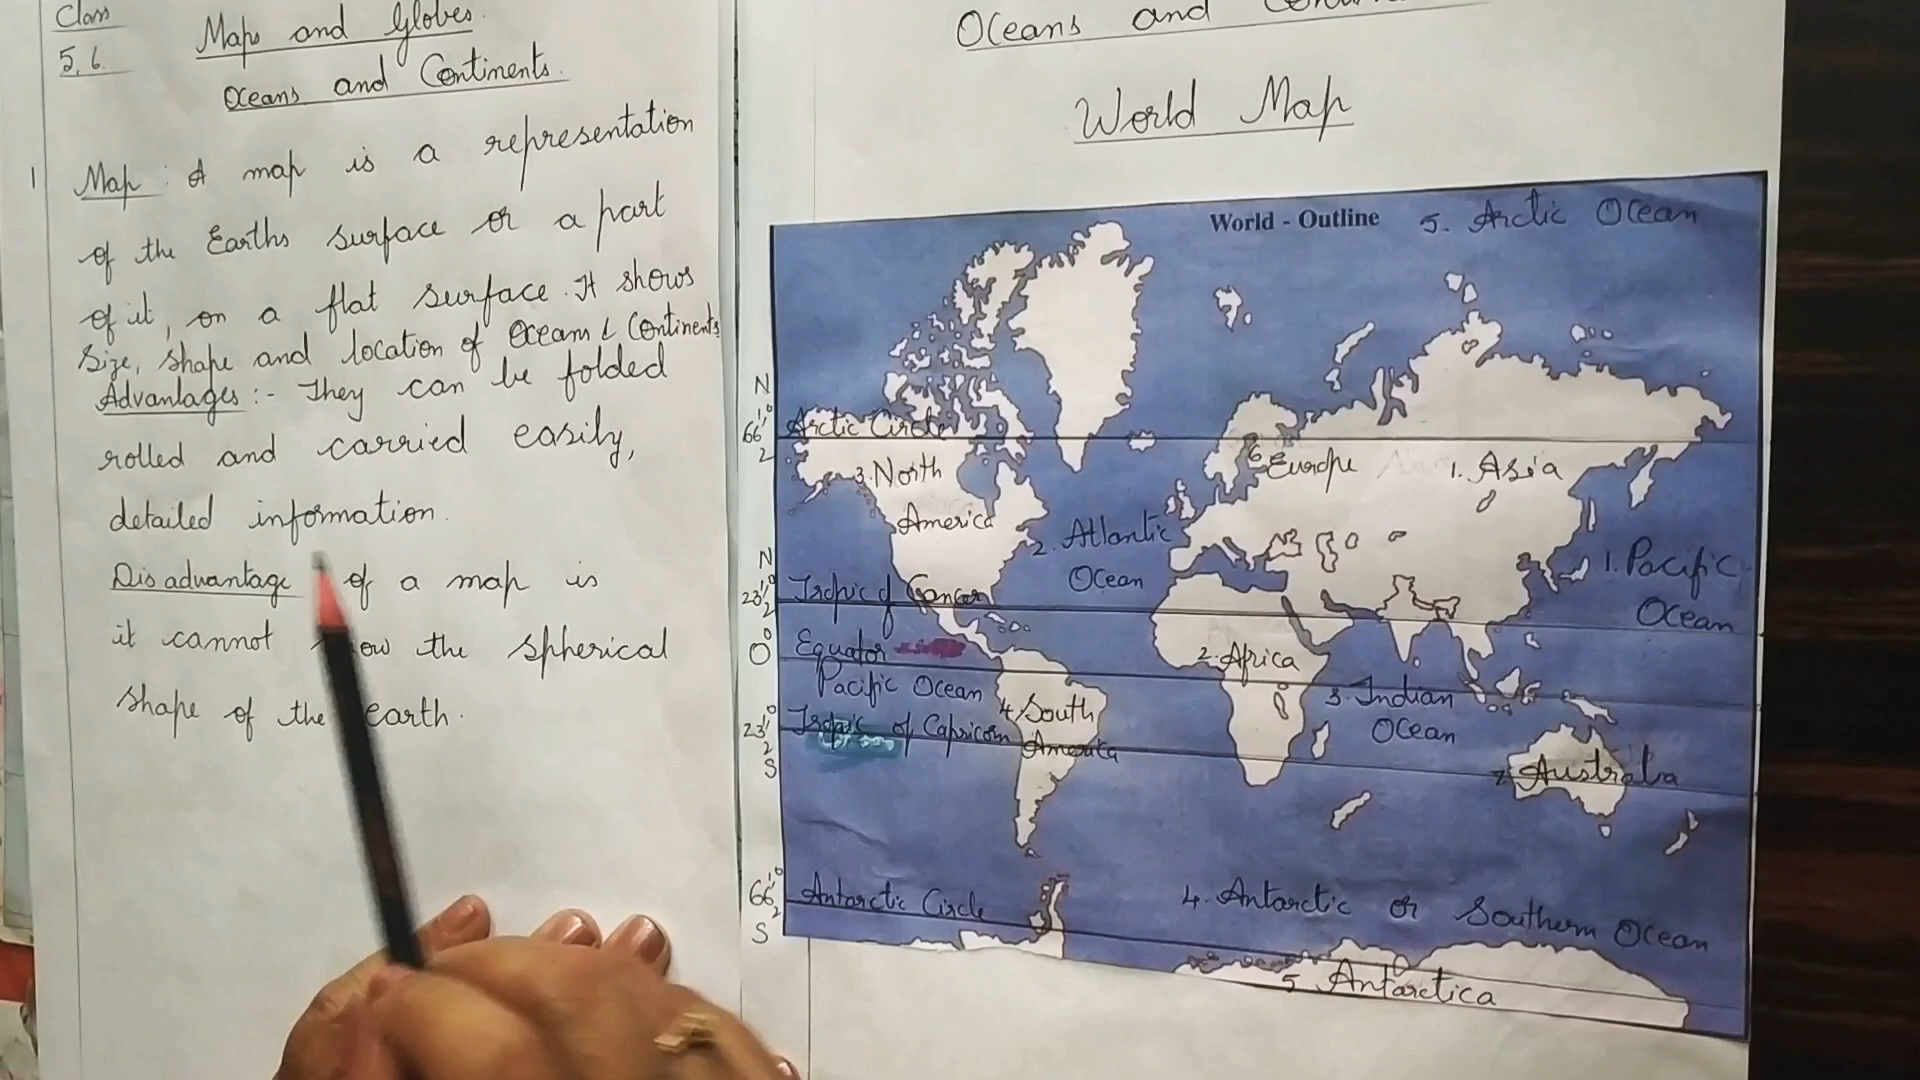 Class
5, 6.
Maps and Globes.
Oceans and Continents.
1 Map : A map is a representation
of the Earths surface or a part
of it, on a flat surface. It shows
size, shape and location of Oceans & Continents
Advantages :- They can be folded
rolled and carried easily,
detailed information.
Disadvantage of a map is
it cannot the spherical
shape of the earth.
Oceans and
World Map
World - Outline
5. Arctic Ocean
N
66 1/2°
Arctic Circle
3. North
America
6 Europe
1. Asia
2. Atlantic
Ocean
1. Pacific
Ocean
N
23 1/2°
Tropic of Cancer
0°
Equator
Pacific Ocean
2. Africa
3. Indian
Ocean
4. South
America
23 1/2°
S
Tropic of Capricorn
7. Australia
66 1/2°
S
Antarctic Circle
4. Antarctic or Southern Ocean
5 Antarctica